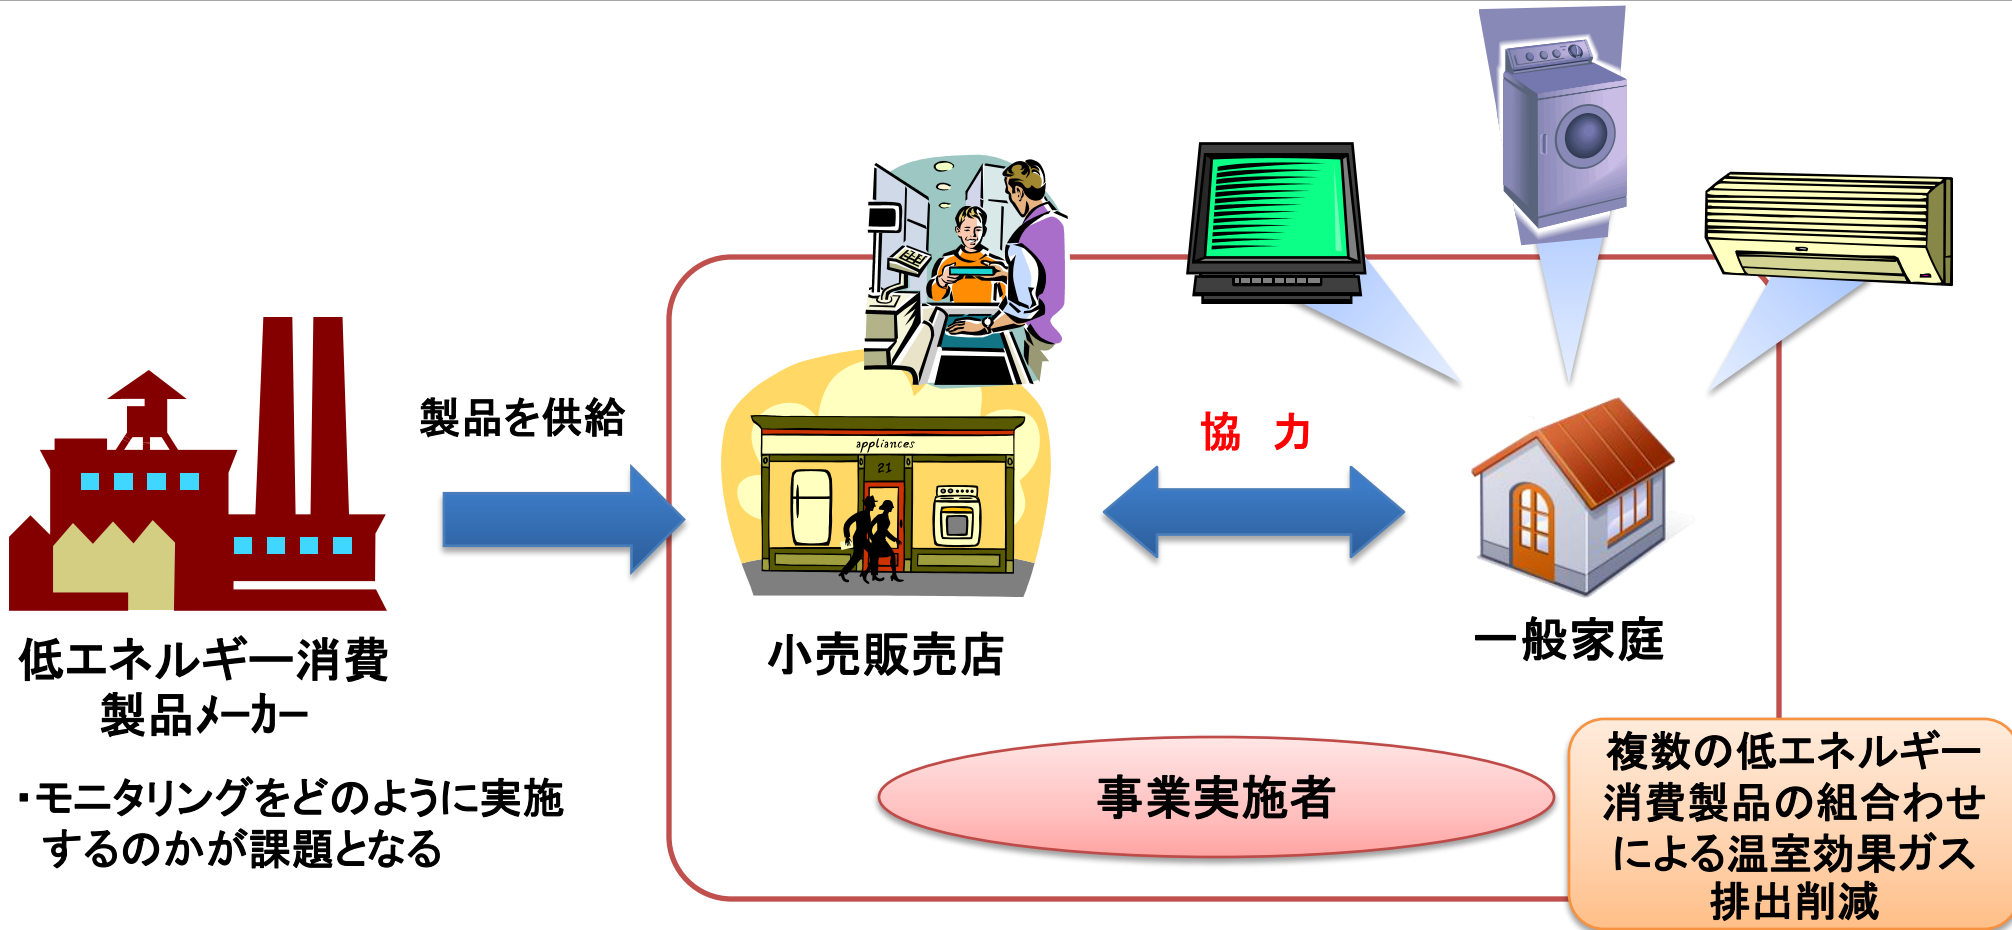 製品を供給
appliances
21
協 力
低エネルギー消費
製品メーカー
小売販売店
一般家庭
・モニタリングをどのように実施
するのかが課題となる
事業実施者
複数の低エネルギー
消費製品の組合わせ
による温室効果ガス
排出削減